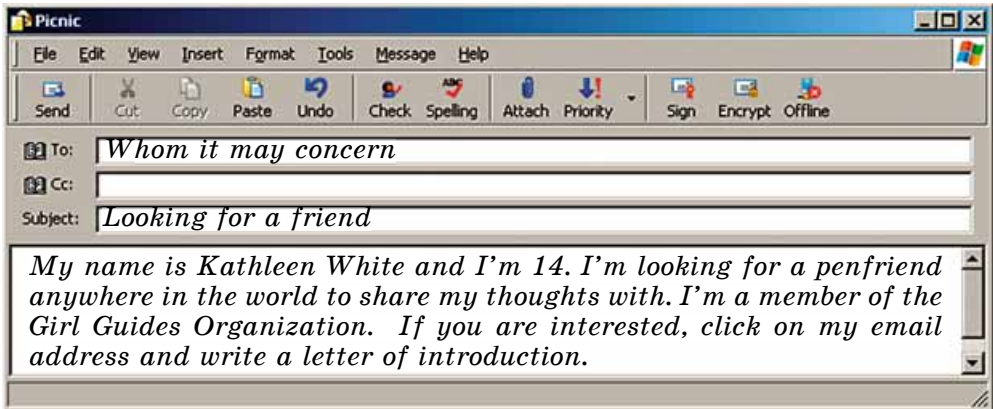 Picnic
File Edit View Insert Format Tools Message Help
Send Cut Copy Paste Undo Check Spelling Attach Priority Sign Encrypt Offline
To: Whom it may concern
Cc:
Subject: Looking for a friend
My name is Kathleen White and I'm 14. I'm looking for a penfriend
anywhere in the world to share my thoughts with. I'm a member of the
Girl Guides Organization. If you are interested, click on my email
address and write a letter of introduction.